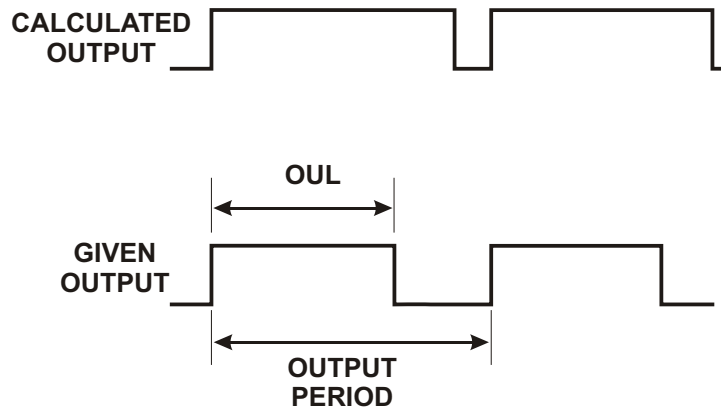 CALCULATED
OUTPUT
OUL
GIVEN
OUTPUT
OUTPUT
PERIOD